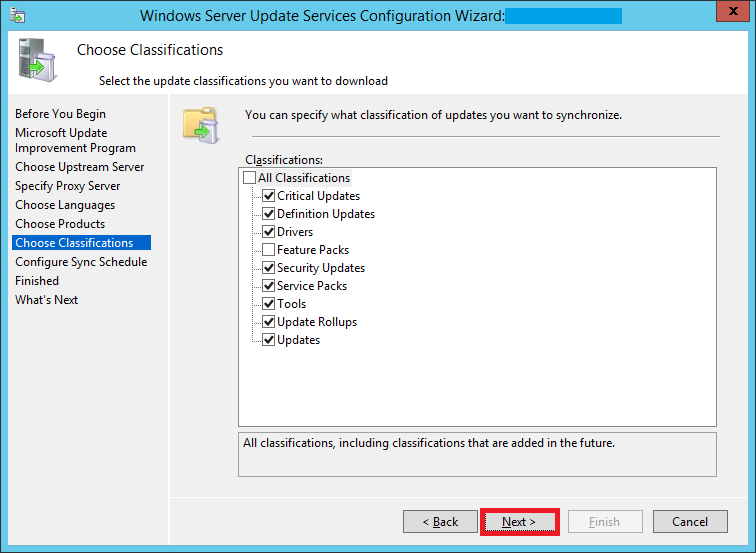 Windows Server Update Services Configuration Wizard:
X
Choose Classifications
Select the update classifications you want to download
Before You Begin
Microsoft Update
Improvement Program
Choose Upstream Server
Specify Proxy Server
Choose Languages
Choose Products
Choose Classifications
Configure Sync Schedule
Finished
What's Next
You can specify what classification of updates you want to synchronize.
Classifications:
All Classifications
Critical Updates
Definition Updates
Drivers
Feature Packs
Security Updates
Service Packs
Tools
Update Rollups
Updates
All classifications, including classifications that are added in the future.
< Back
Next >
Finish
Cancel